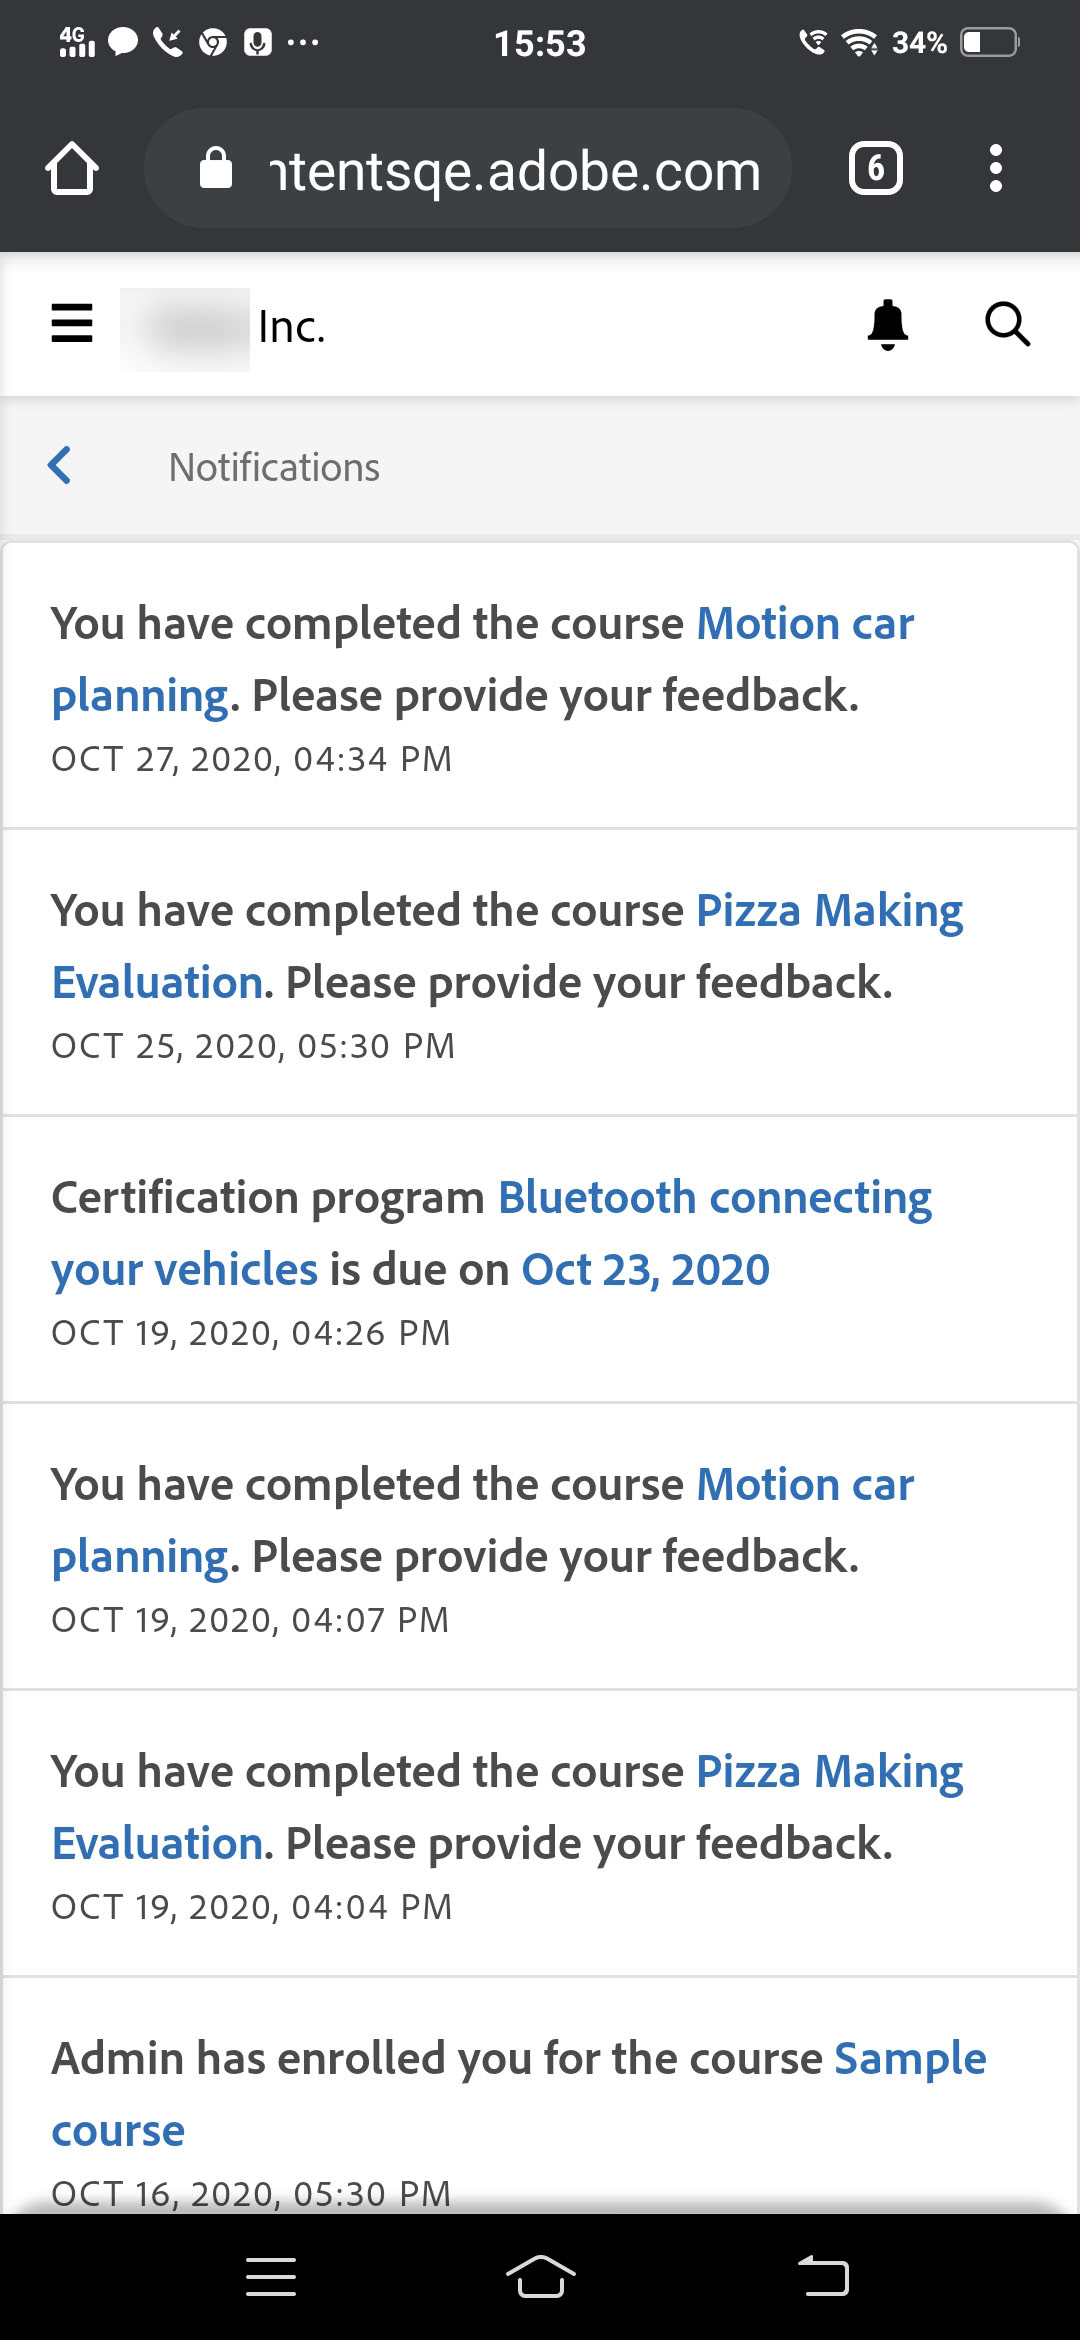 4G
15:53
34%
ntentsqe.adobe.com
6
Inc.
Notifications
You have completed the course Motion car
planning. Please provide your feedback.
OCT 27, 2020, 04:34 PM
You have completed the course Pizza Making
Evaluation. Please provide your feedback.
OCT 25, 2020, 05:30 PM
Certification program Bluetooth connecting
your vehicles is due on Oct 23, 2020
OCT 19, 2020, 04:26 PM
You have completed the course Motion car
planning. Please provide your feedback.
OCT 19, 2020, 04:07 PM
You have completed the course Pizza Making
Evaluation. Please provide your feedback.
OCT 19, 2020, 04:04 PM
Admin has enrolled you for the course Sample
course
OCT 16, 2020, 05:30 PM